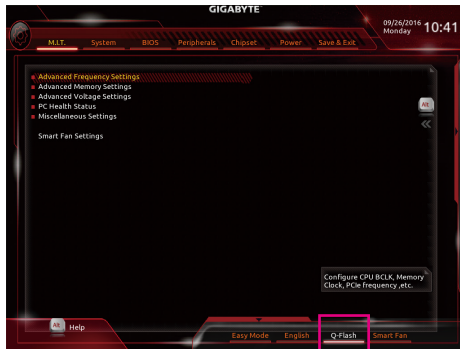 GIGABYTE
09/26/2016 Monday 10:41
M.I.T. System BIOS Peripherals Chipset Power Save & Exit
Advanced Frequency Settings
Advanced Memory Settings
Advanced Voltage Settings
PC Health Status
Miscellaneous Settings
Smart Fan Settings
Alt
Configure CPU BCLK, Memory
Clock, PCIe frequency ,etc.
Alt Help
Easy Mode English Q-Flash Smart Fan